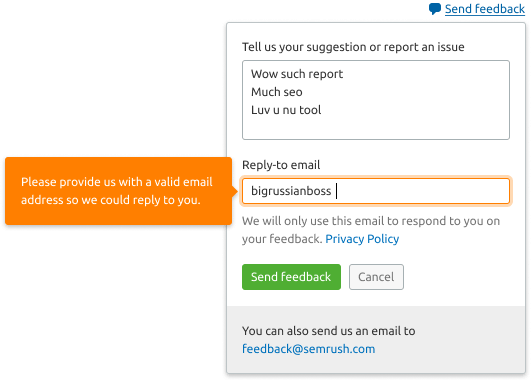 Send feedback
Tell us your suggestion or report an issue
Wow such report
Much seo
Luv u nu tool
Reply-to email
Please provide us with a valid email
address so we could reply to you.
bigrussianboss
We will only use this email to respond to you on
your feedback. Privacy Policy
Send feedback
Cancel
You can also send us an email to
feedback@semrush.com